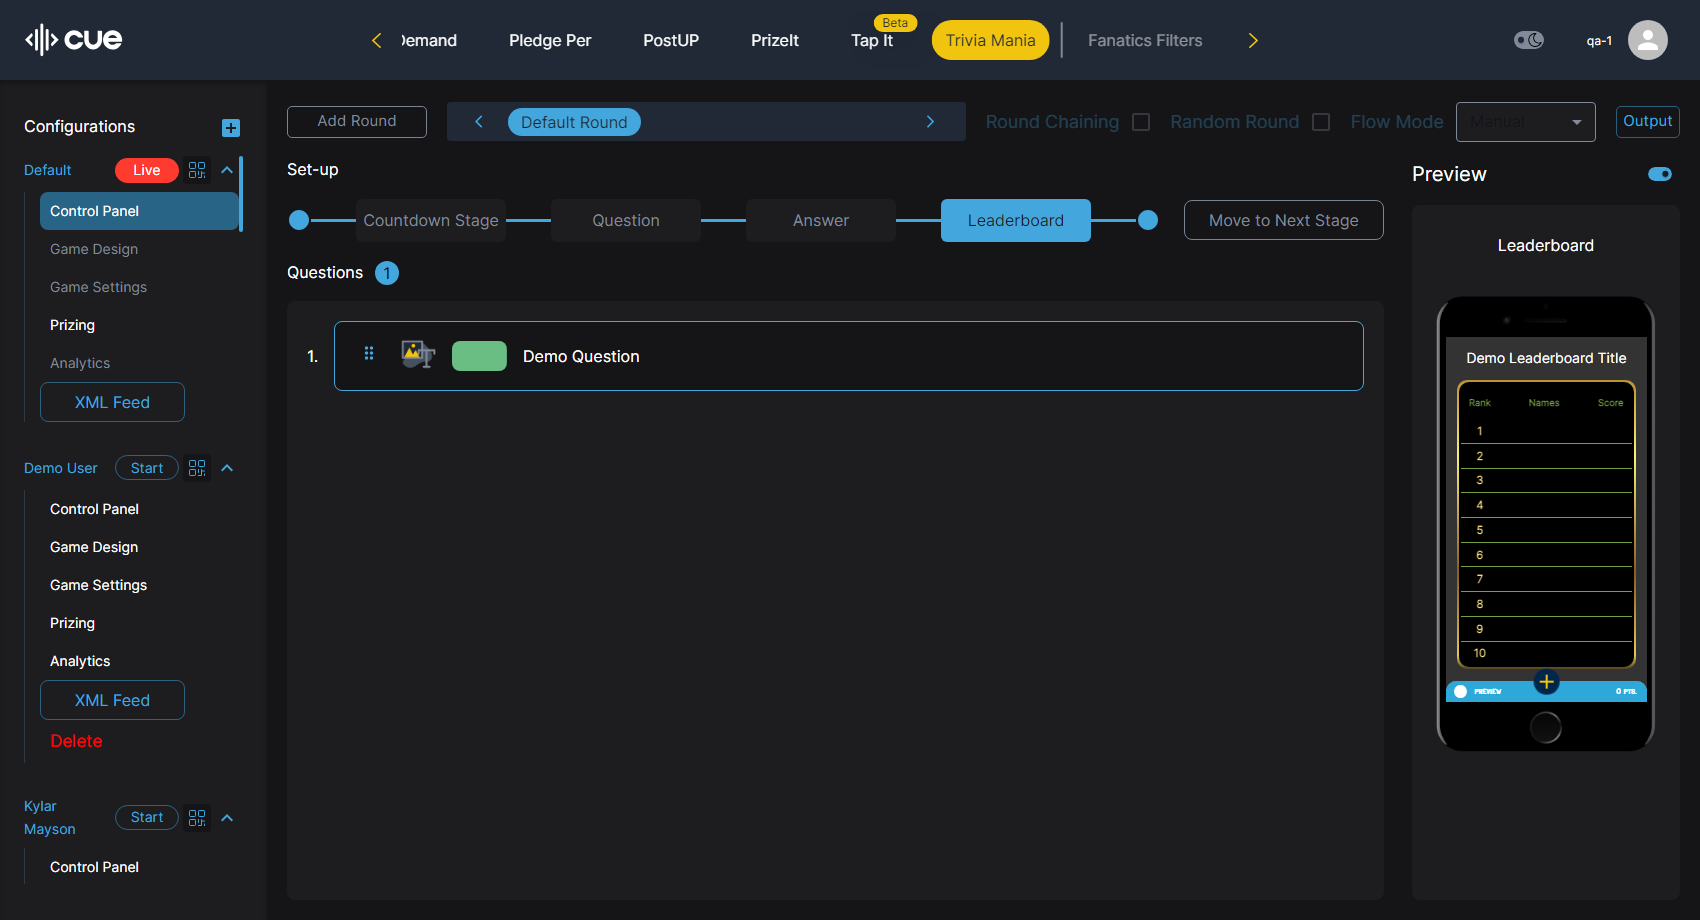 cue
Demand
Pledge Per
PostUP
PrizeIt
Tap It
Beta
Trivia Mania
Fanatics Filters
qa-1
Configurations
Default
Live
Control Panel
Game Design
Game Settings
Prizing
Analytics
XML Feed
Demo User
Start
Control Panel
Game Design
Game Settings
Prizing
Analytics
XML Feed
Delete
Kylar
Mayson
Start
Control Panel
Add Round
Default Round
Round Chaining
Random Round
Flow Mode
Manual
Output
Set-up
Countdown Stage
Question
Answer
Leaderboard
Move to Next Stage
Questions 1
1.
Demo Question
Preview
Leaderboard
Demo Leaderboard Title
Rank Names Score
1
2
3
4
5
6
7
8
9
10
PREVIEW
0 PTS.